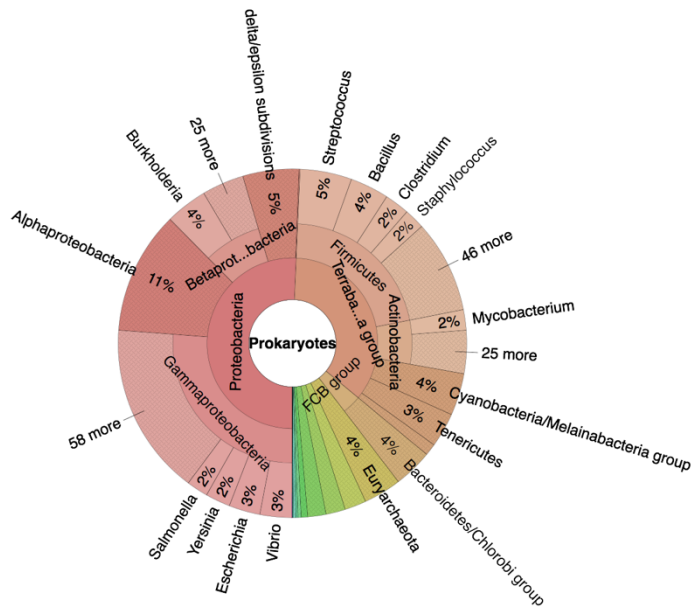 delta/epsilon subdivisions
5%
Streptococcus
5%
Bacillus
4%
Clostridium
2%
Staphylococcus
2%
46 more
Mycobacterium
2%
25 more
Cyanobacteria/Melainabacteria group
4%
Tenericutes
3%
Bacteroidetes/Chlorobi group
4%
Euryarchaeota
4%
Vibrio
3%
Escherichia
3%
Yersinia
2%
Salmonella
2%
58 more
Alphaproteobacteria
11%
Burkholderia
4%
25 more
Betaprot...bacteria
Gammaproteobacteria
Proteobacteria
Firmicutes
Actinobacteria
Terraba...a group
FCB group
Prokaryotes